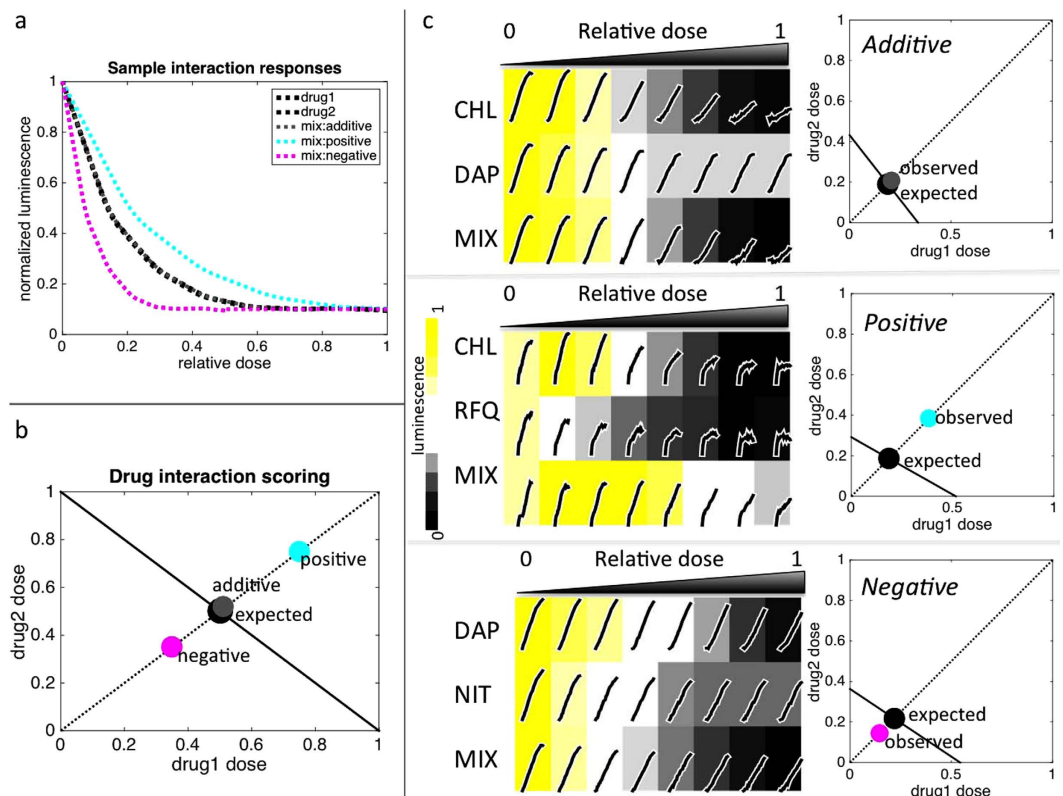 a
Sample interaction responses
normalized luminescence
1
0.8
0.6
0.4
0.2
0
0 0.2 0.4 0.6 0.8 1
relative dose
drug1
drug2
mix:additive
mix:positive
mix:negative
b
Drug interaction scoring
drug2 dose
1
0.8
0.6
0.4
0.2
0
0 0.2 0.4 0.6 0.8 1
drug1 dose
positive
additive
expected
negative
c
0 Relative dose 1
CHL
DAP
MIX
Additive
drug2 dose
1
0.8
0.6
0.4
0.2
0
0 0.5 1
drug1 dose
observed
expected
luminescence
1
0
0 Relative dose 1
CHL
RFQ
MIX
Positive
drug2 dose
1
0.8
0.6
0.4
0.2
0
0 0.5 1
drug1 dose
observed
expected
0 Relative dose 1
DAP
NIT
MIX
Negative
drug2 dose
1
0.8
0.6
0.4
0.2
0
0 0.5 1
drug1 dose
expected
observed